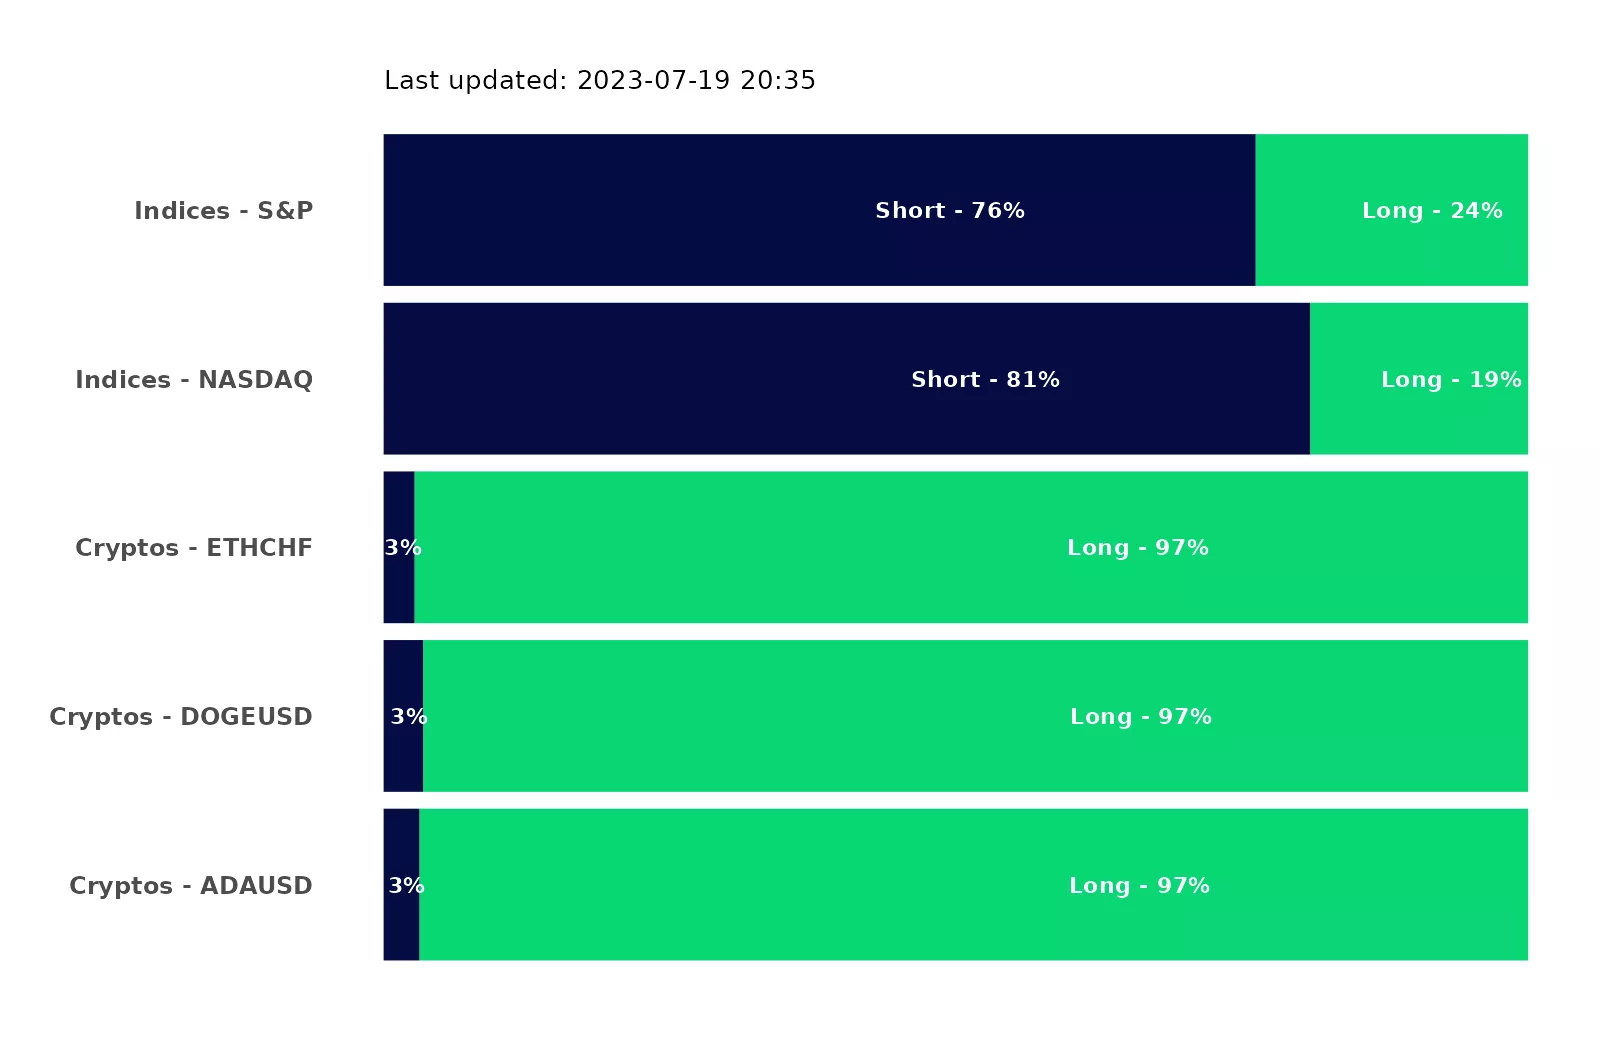 Last updated: 2023-07-19 20:35
Indices - S&P Short - 76% Long - 24%
Indices - NASDAQ Short - 81% Long - 19%
Cryptos - ETHCHF 3% Long - 97%
Cryptos - DOGEUSD 3% Long - 97%
Cryptos - ADAUSD 3% Long - 97%